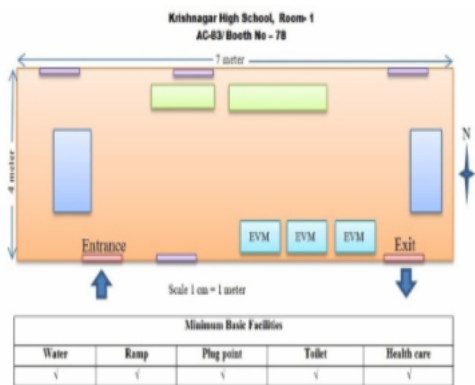 Krishnagar High School, Room- 1
AC-83/ Booth No – 78
7 meter
4 meter
N
EVM EVM EVM
Entrance Exit
Scale 1 cm = 1 meter
Minimum Basic Facilities
Water Ramp Plug point Toilet Health care
√ √ √ √ √